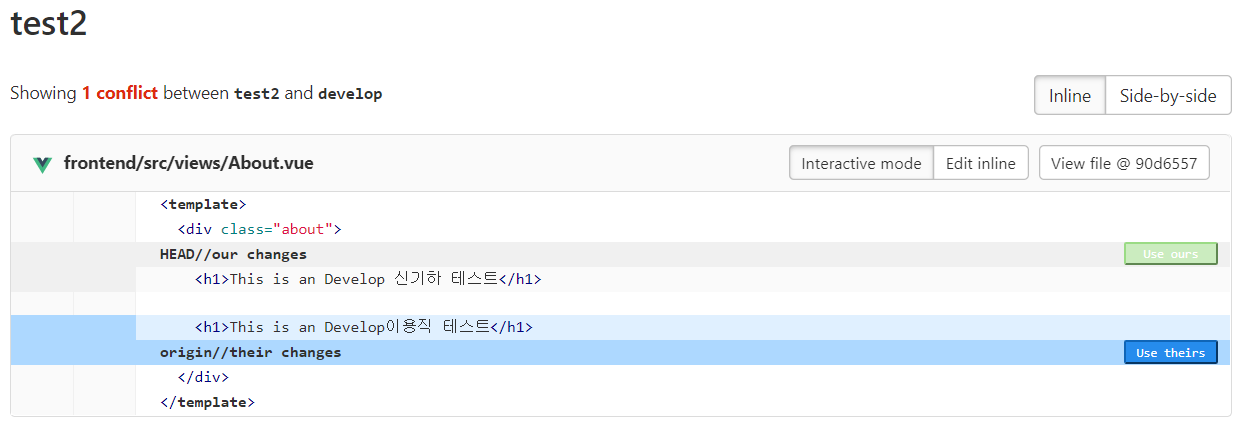 test2
Showing 1 conflict between test2 and develop
Inline Side-by-side
frontend/src/views/About.vue
Interactive mode Edit inline View file @ 90d6557
<template>
<div class="about">
HEAD//our changes Use ours
<h1>This is an Develop 신기하 테스트</h1>
<h1>This is an Develop이용직 테스트</h1>
origin//their changes Use theirs
</div>
</template>